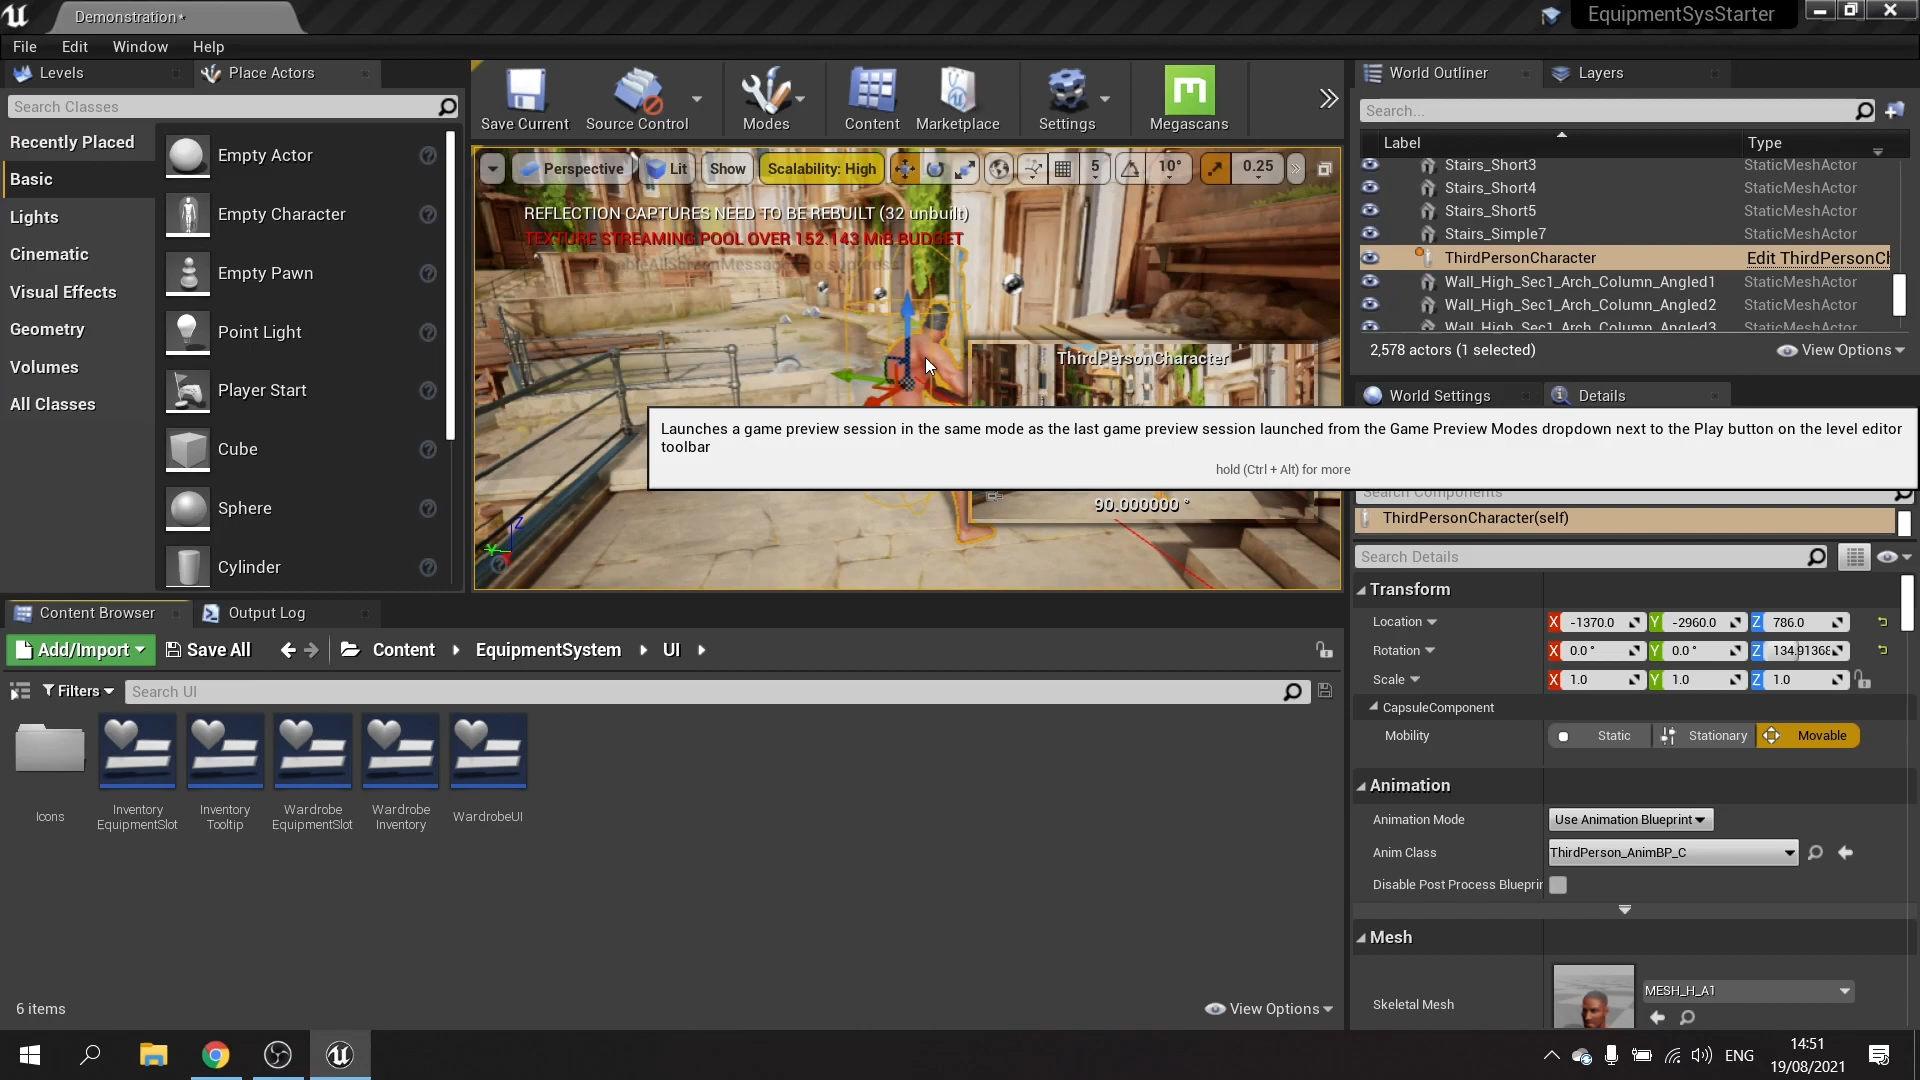 Demonstration*
EquipmentSysStarter
File Edit Window Help
Levels
Place Actors
Search Classes
Recently Placed
Basic
Lights
Cinematic
Visual Effects
Geometry
Volumes
All Classes
Empty Actor
Empty Character
Empty Pawn
Point Light
Player Start
Cube
Sphere
Cylinder
Save Current
Source Control
Modes
Content
Marketplace
Settings
Megascans
Perspective
Lit
Show
Scalability: High
5
10°
0.25
REFLECTION CAPTURES NEED TO BE REBUILT (32 unbuilt)
TEXTURE STREAMING POOL OVER 152.143 MiB BUDGET
ThirdPersonCharacter
Launches a game preview session in the same mode as the last game preview session launched from the Game Preview Modes dropdown next to the Play button on the level editor
toolbar
hold (Ctrl + Alt) for more
90.000000 °
Z
Y
World Outliner
Layers
Search...
Label Type
Stairs_Short3 StaticMeshActor
Stairs_Short4 StaticMeshActor
Stairs_Short5 StaticMeshActor
Stairs_Simple7 StaticMeshActor
ThirdPersonCharacter Edit ThirdPersonCh
Wall_High_Sec1_Arch_Column_Angled1 StaticMeshActor
Wall_High_Sec1_Arch_Column_Angled2 StaticMeshActor
Wall_High_Sec1_Arch_Column_Angled3 StaticMeshActor
2,578 actors (1 selected)
View Options
World Settings
Details
Search Components
ThirdPersonCharacter(self)
Search Details
Transform
Location X -1370.0 Y -2960.0 Z 786.0
Rotation X 0.0 ° Y 0.0 ° Z 134.91368
Scale X 1.0 Y 1.0 Z 1.0
CapsuleComponent
Mobility Static Stationary Movable
Animation
Animation Mode Use Animation Blueprint
Anim Class ThirdPerson_AnimBP_C
Disable Post Process Blueprin
Mesh
Skeletal Mesh
MESH_H_A1
Content Browser
Output Log
Add/Import
Save All
Content
EquipmentSystem
UI
Filters
Search UI
Icons
Inventory
EquipmentSlot
Inventory
Tooltip
Wardrobe
EquipmentSlot
Wardrobe
Inventory
WardrobeUI
6 items
View Options
ENG
14:51
19/08/2021